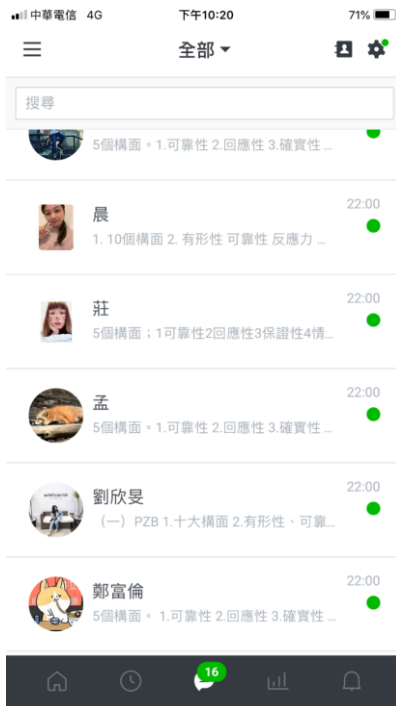 中華電信 4G 下午10:20 71%
全部
搜尋
5個構面。1.可靠性 2.回應性 3.確實性 ...
晨 22:00
1. 10個構面 2. 有形性 可靠性 反應力 ...
莊 22:00
5個構面；1可靠性2回應性3保證性4情...
孟 22:00
5個構面。1.可靠性 2.回應性 3.確實性 ...
劉欣旻 22:00
（一）PZB 1.十大構面 2.有形性、可靠...
鄭富倫 22:00
5個構面。 1.可靠性 2.回應性 3.確實性 ...
16